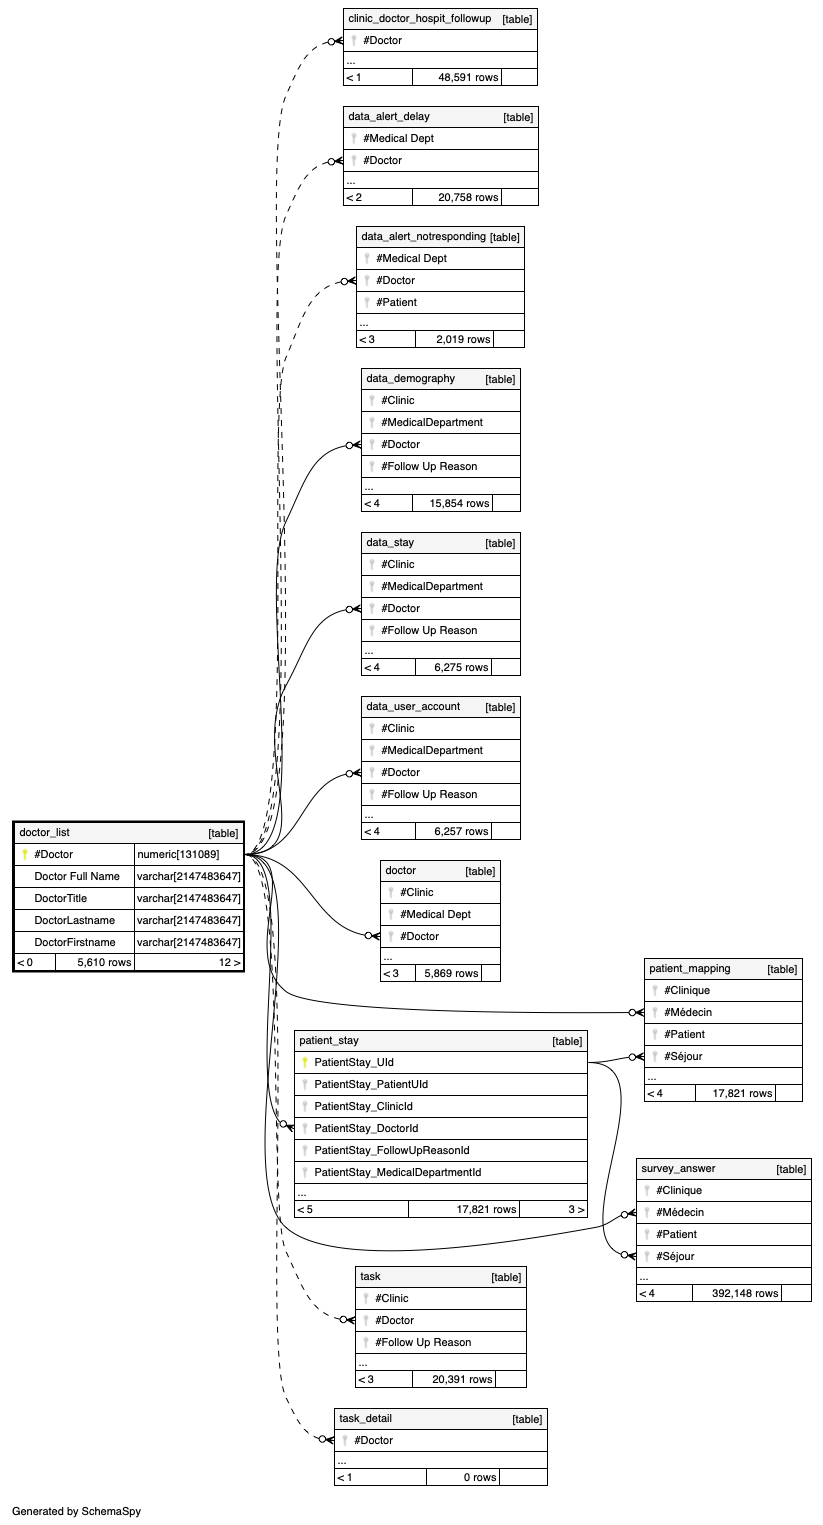 clinic_doctor_hospit_followup [table]
#Doctor
...
< 1 48,591 rows
data_alert_delay [table]
#Medical Dept
#Doctor
...
< 2 20,758 rows
data_alert_notresponding [table]
#Medical Dept
#Doctor
#Patient
...
< 3 2,019 rows
data_demography [table]
#Clinic
#MedicalDepartment
#Doctor
#Follow Up Reason
...
< 4 15,854 rows
data_stay [table]
#Clinic
#MedicalDepartment
#Doctor
#Follow Up Reason
...
< 4 6,275 rows
data_user_account [table]
#Clinic
#MedicalDepartment
#Doctor
#Follow Up Reason
...
< 4 6,257 rows
doctor_list [table]
#Doctor numeric[131089]
Doctor Full Name varchar[2147483647]
DoctorTitle varchar[2147483647]
DoctorLastname varchar[2147483647]
DoctorFirstname varchar[2147483647]
< 0 5,610 rows 12 >
doctor [table]
#Clinic
#Medical Dept
#Doctor
...
< 3 5,869 rows
patient_mapping [table]
#Clinique
#Médecin
#Patient
#Séjour
...
< 4 17,821 rows
patient_stay [table]
PatientStay_UId
PatientStay_PatientUId
PatientStay_ClinicId
PatientStay_DoctorId
PatientStay_FollowUpReasonId
PatientStay_MedicalDepartmentId
...
< 5 17,821 rows 3 >
survey_answer [table]
#Clinique
#Médecin
#Patient
#Séjour
...
< 4 392,148 rows
task [table]
#Clinic
#Doctor
#Follow Up Reason
...
< 3 20,391 rows
task_detail [table]
#Doctor
...
< 1 0 rows
Generated by SchemaSpy